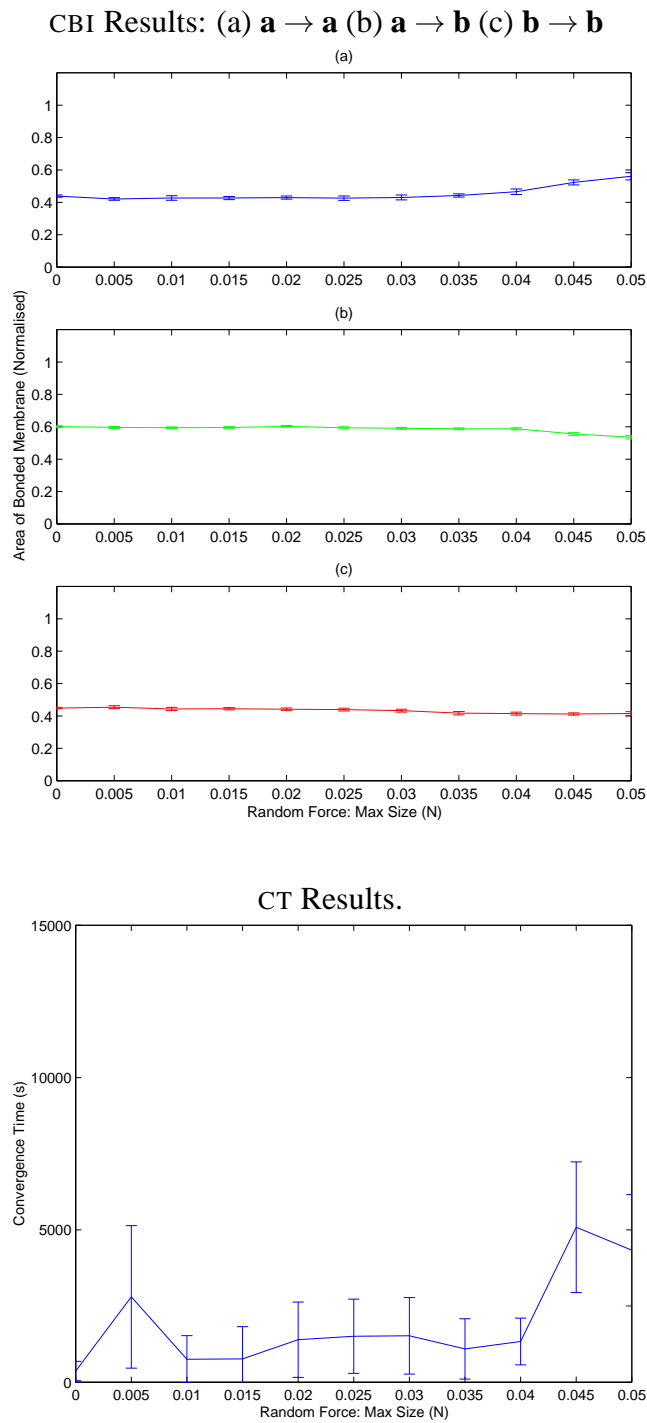 CBI Results: (a) a → a (b) a → b (c) b → b
(a)
1
0.8
0.6
0.4
0.2
0
0 0.005 0.01 0.015 0.02 0.025 0.03 0.035 0.04 0.045 0.05
(b)
Area of Bonded Membrane (Normalised)
1
0.8
0.6
0.4
0.2
0
0 0.005 0.01 0.015 0.02 0.025 0.03 0.035 0.04 0.045 0.05
(c)
1
0.8
0.6
0.4
0.2
0
0 0.005 0.01 0.015 0.02 0.025 0.03 0.035 0.04 0.045 0.05
Random Force: Max Size (N)
CT Results.
15000
10000
5000
0
Convergence Time (s)
0 0.005 0.01 0.015 0.02 0.025 0.03 0.035 0.04 0.045 0.05
Random Force: Max Size (N)